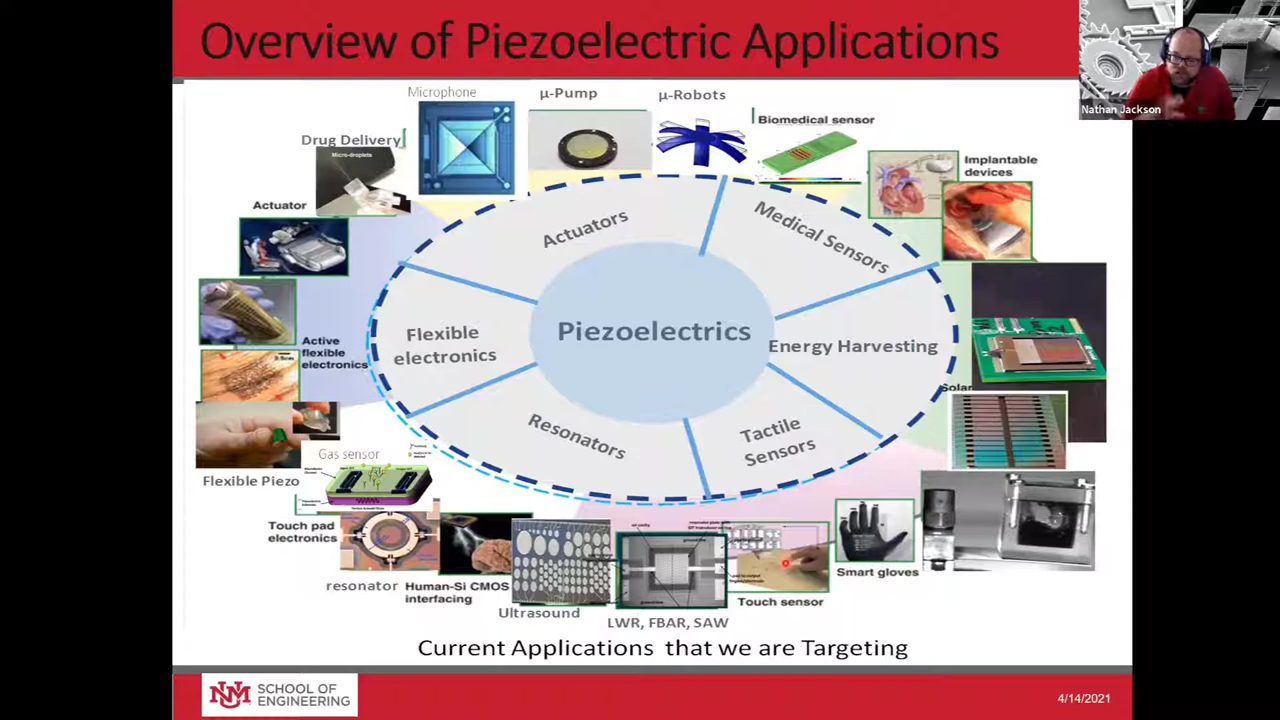 Overview of Piezoelectric Applications
Nathan Jackson
Microphone
μ-Pump
μ-Robots
Biomedical sensor
Drug Delivery
Micro-droplets
Implantable
devices
Actuator
Actuators
Medical Sensors
Piezoelectrics
Flexible
electronics
Energy Harvesting
Active
flexible
electronics
Solar
Resonators
Tactile
Sensors
Gas sensor
Flexible Piezo
Touch pad
electronics
resonator
Human-Si CMOS
interfacing
Ultrasound
LWR, FBAR, SAW
Touch sensor
Smart gloves
Current Applications that we are Targeting
UNM
SCHOOL OF
ENGINEERING
4/14/2021